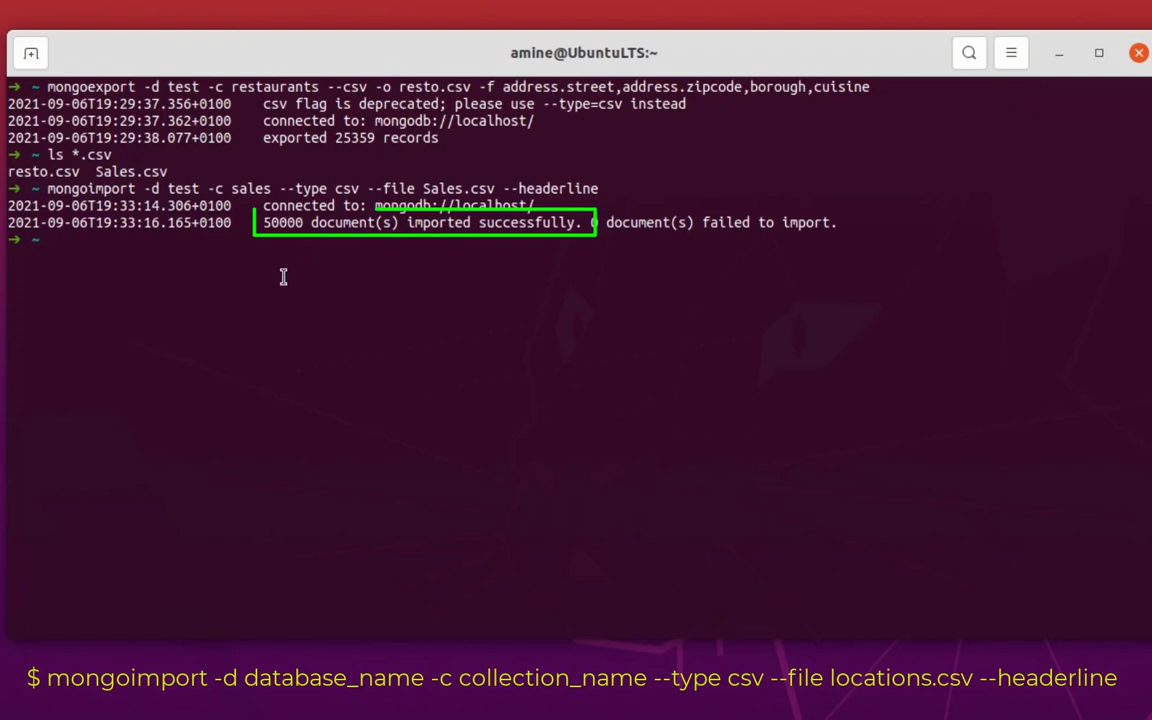 amine@UbuntuLTS:~
➜ ~ mongoexport -d test -c restaurants --csv -o resto.csv -f address.street,address.zipcode,borough,cuisine
2021-09-06T19:29:37.356+0100 csv flag is deprecated; please use --type=csv instead
2021-09-06T19:29:37.362+0100 connected to: mongodb://localhost/
2021-09-06T19:29:38.077+0100 exported 25359 records
➜ ~ ls *.csv
resto.csv Sales.csv
➜ ~ mongoimport -d test -c sales --type csv --file Sales.csv --headerline
2021-09-06T19:33:14.306+0100 connected to: mongodb://localhost/
2021-09-06T19:33:16.165+0100 50000 document(s) imported successfully. 0 document(s) failed to import.
➜ ~
$ mongoimport -d database_name -c collection_name --type csv --file locations.csv --headerline